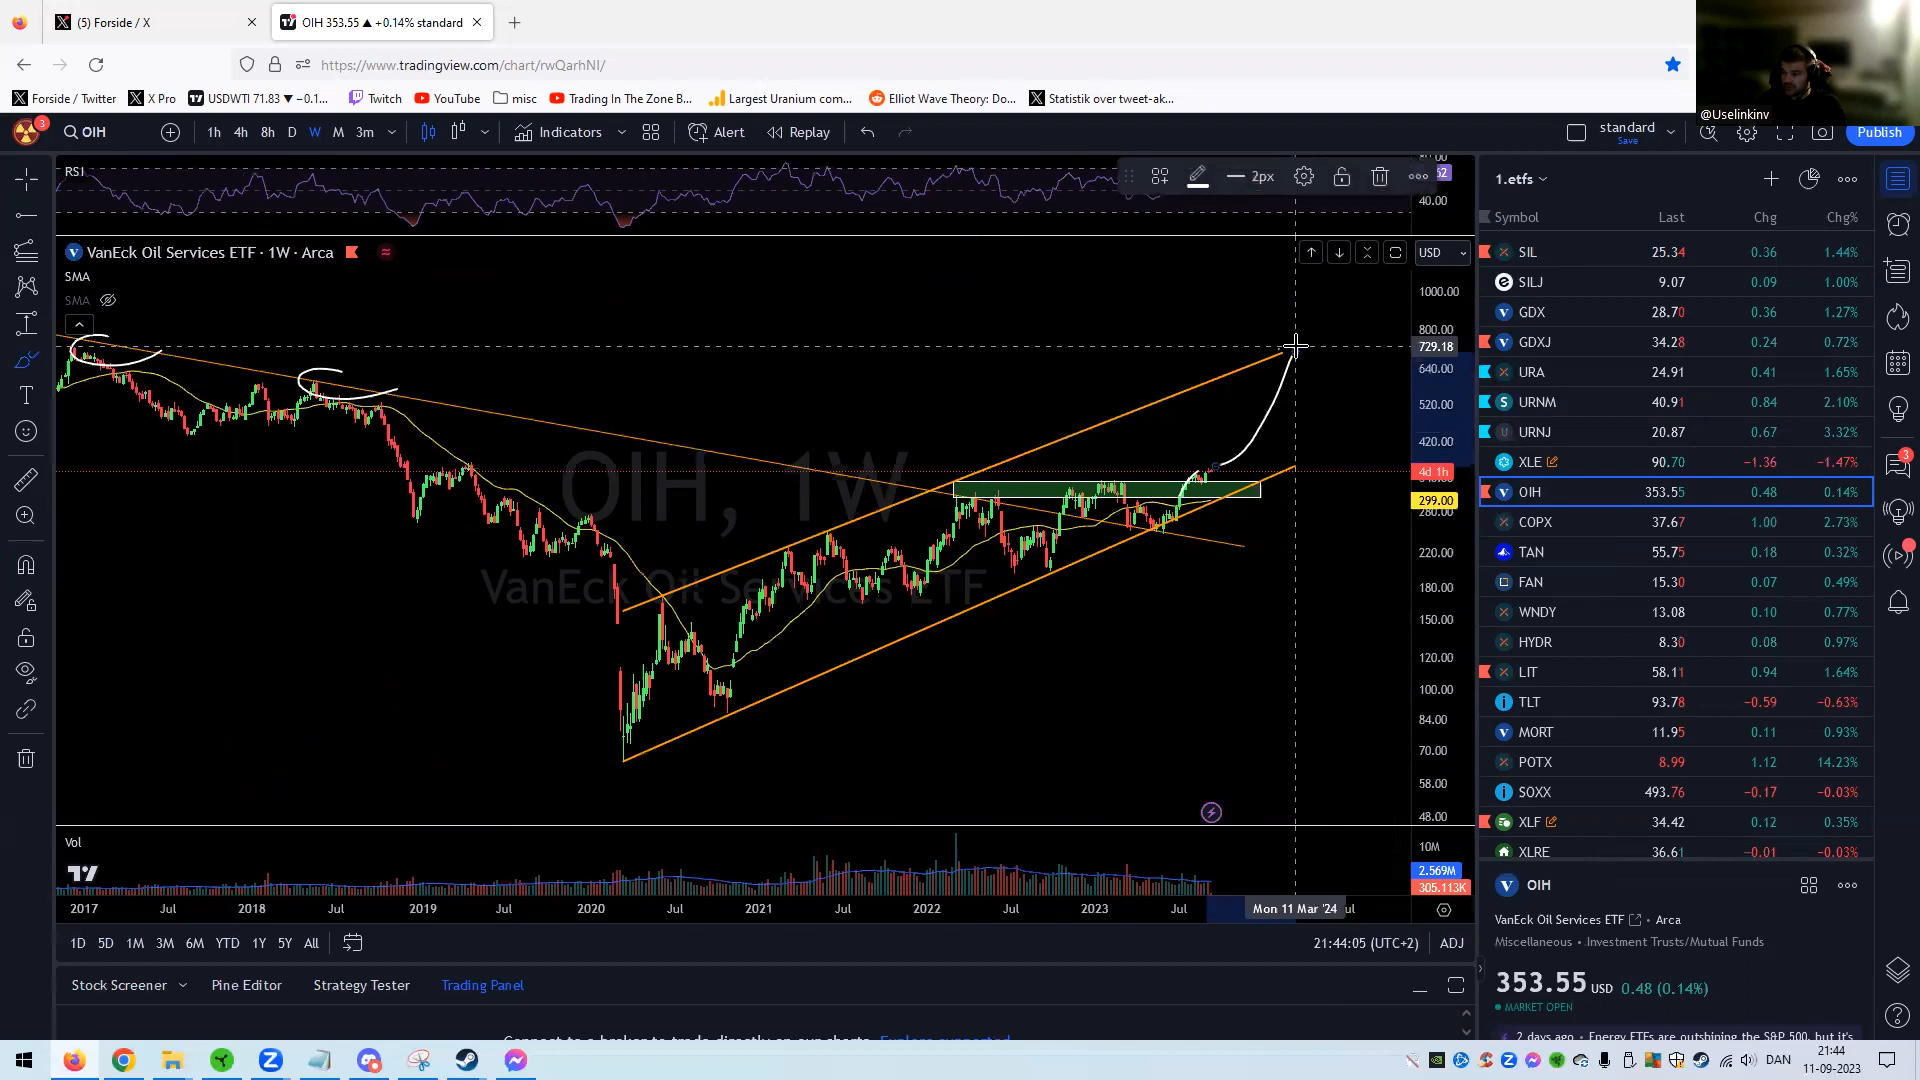 (5) Forside / X
OIH 353.55 ▲ +0.14% standard
https://www.tradingview.com/chart/rwQarhNI/
Forside / Twitter
X Pro
USDWTI 71.83 ▼ −0.1...
Twitch
YouTube
misc
Trading In The Zone B...
Largest Uranium com...
Elliot Wave Theory: Do...
Statistik over tweet-ak...
@Uselinkinv
3
OIH
1h 4h 8h D W M 3m
Indicators
Alert
Replay
standard
Save
Publish
RSI
2px
40.00
VanEck Oil Services ETF · 1W · Arca
USD
SMA
SMA
1000.00
800.00
729.18
640.00
520.00
420.00
4d 1h
299.00
280.00
220.00
180.00
150.00
120.00
100.00
84.00
70.00
58.00
48.00
OIH, 1W
VanEck Oil Services ETF
Vol
10M
2.569M
305.113K
2017 Jul 2018 Jul 2019 Jul 2020 Jul 2021 Jul 2022 Jul 2023 Jul Mon 11 Mar '24 ul
1D 5D 1M 3M 6M YTD 1Y 5Y All
21:44:05 (UTC+2) ADJ
Stock Screener
Pine Editor
Strategy Tester
Trading Panel
1.etfs
Symbol Last Chg Chg%
SIL 25.34 0.36 1.44%
SILJ 9.07 0.09 1.00%
GDX 28.70 0.36 1.27%
GDXJ 34.28 0.24 0.72%
URA 24.91 0.41 1.65%
URNM 40.91 0.84 2.10%
URNJ 20.87 0.67 3.32%
XLE 90.70 −1.36 −1.47%
OIH 353.55 0.48 0.14%
COPX 37.67 1.00 2.73%
TAN 55.75 0.18 0.32%
FAN 15.30 0.07 0.49%
WNDY 13.08 0.10 0.77%
HYDR 8.30 0.08 0.97%
LIT 58.11 0.94 1.64%
TLT 93.78 −0.59 −0.63%
MORT 11.95 0.11 0.93%
POTX 8.99 1.12 14.23%
SOXX 493.76 −0.17 −0.03%
XLF 34.42 0.12 0.35%
XLRE 36.61 −0.01 −0.03%
3
OIH
VanEck Oil Services ETF • Arca
Miscellaneous • Investment Trusts/Mutual Funds
353.55 USD 0.48 (0.14%)
MARKET OPEN
2 days ago • Energy ETFs are outshining the S&P 500, but it's
DAN
21:44
11-09-2023